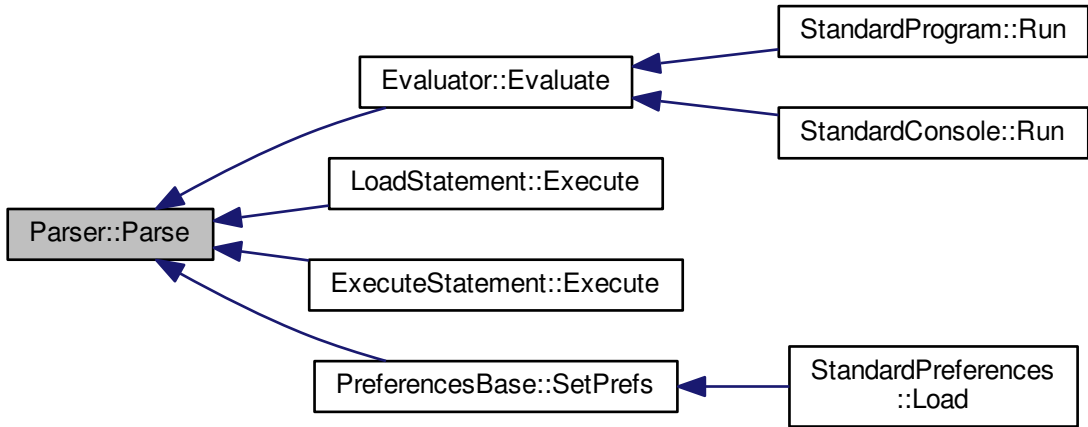 StandardProgram::Run
Evaluator::Evaluate
StandardConsole::Run
LoadStatement::Execute
Parser::Parse
ExecuteStatement::Execute
PreferencesBase::SetPrefs
StandardPreferences
::Load